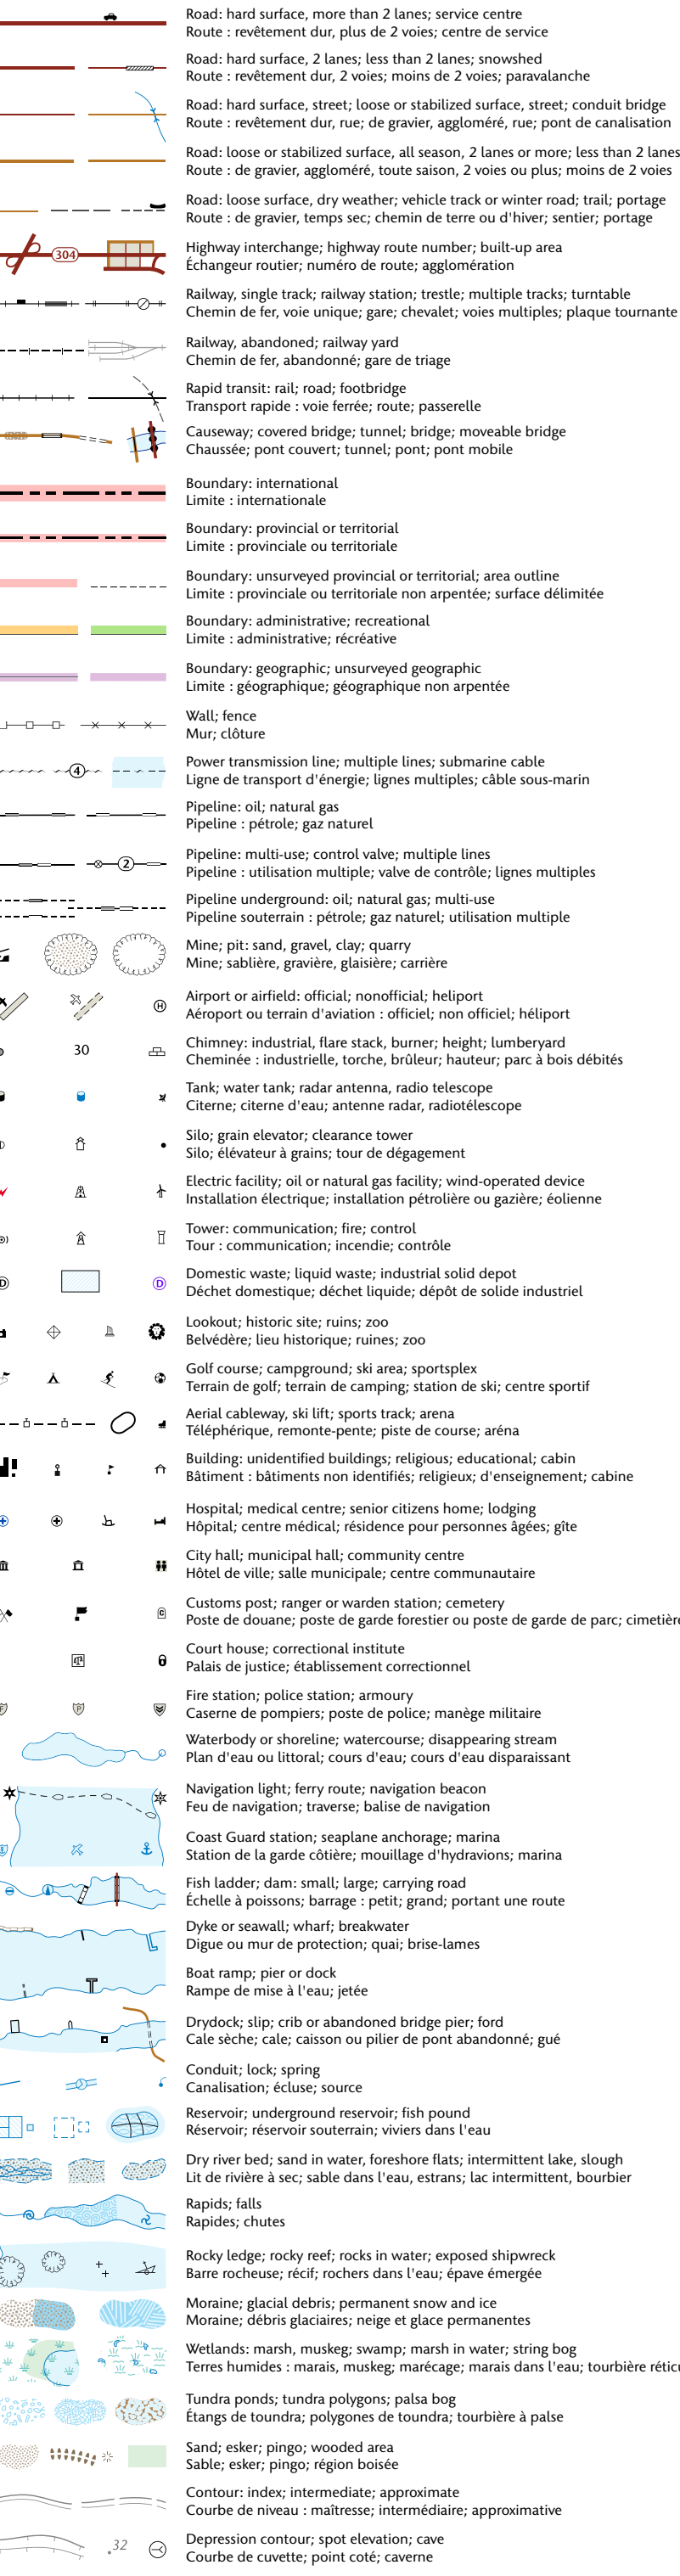 Road: hard surface, more than 2 lanes; service centre
Route : revêtement dur, plus de 2 voies; centre de service
Road: hard surface, 2 lanes; less than 2 lanes; snowshed
Route : revêtement dur, 2 voies; moins de 2 voies; paravalanche
Road: hard surface, street; loose or stabilized surface, street; conduit bridge
Route : revêtement dur, rue; de gravier, aggloméré, rue; pont de canalisation
Road: loose or stabilized surface, all season, 2 lanes or more; less than 2 lanes
Route : de gravier, aggloméré, toute saison, 2 voies ou plus; moins de 2 voies
Road: loose surface, dry weather; vehicle track or winter road; trail; portage
Route : de gravier, temps sec; chemin de terre ou d'hiver; sentier; portage
304
Highway interchange; highway route number; built-up area
Échangeur routier; numéro de route; agglomération
Railway, single track; railway station; trestle; multiple tracks; turntable
Chemin de fer, voie unique; gare; chevalet; voies multiples; plaque tournante
Railway, abandoned; railway yard
Chemin de fer, abandonné; gare de triage
Rapid transit: rail; road; footbridge
Transport rapide : voie ferrée; route; passerelle
Causeway; covered bridge; tunnel; bridge; moveable bridge
Chaussée; pont couvert; tunnel; pont; pont mobile
Boundary: international
Limite : internationale
Boundary: provincial or territorial
Limite : provinciale ou territoriale
Boundary: unsurveyed provincial or territorial; area outline
Limite : provinciale ou territoriale non arpentée; surface délimitée
Boundary: administrative; recreational
Limite : administrative; récréative
Boundary: geographic; unsurveyed geographic
Limite : géographique; géographique non arpentée
Wall; fence
Mur; clôture
4
Power transmission line; multiple lines; submarine cable
Ligne de transport d'énergie; lignes multiples; câble sous-marin
Pipeline: oil; natural gas
Pipeline : pétrole; gaz naturel
2
Pipeline: multi-use; control valve; multiple lines
Pipeline : utilisation multiple; valve de contrôle; lignes multiples
Pipeline underground: oil; natural gas; multi-use
Pipeline souterrain : pétrole; gaz naturel; utilisation multiple
Mine; pit: sand, gravel, clay; quarry
Mine; sablière, gravière, glaisière; carrière
H
Airport or airfield: official; nonofficial; heliport
Aéroport ou terrain d'aviation : officiel; non officiel; héliport
30
Chimney: industrial, flare stack, burner; height; lumberyard
Cheminée : industrielle, torche, brûleur; hauteur; parc à bois débités
Tank; water tank; radar antenna, radio telescope
Citerne; citerne d'eau; antenne radar, radiotélescope
Silo; grain elevator; clearance tower
Silo; élévateur à grains; tour de dégagement
Electric facility; oil or natural gas facility; wind-operated device
Installation électrique; installation pétrolière ou gazière; éolienne
Tower: communication; fire; control
Tour : communication; incendie; contrôle
D D
Domestic waste; liquid waste; industrial solid depot
Déchet domestique; déchet liquide; dépôt de solide industriel
Lookout; historic site; ruins; zoo
Belvédère; lieu historique; ruines; zoo
Golf course; campground; ski area; sportsplex
Terrain de golf; terrain de camping; station de ski; centre sportif
Aerial cableway, ski lift; sports track; arena
Téléphérique, remonte-pente; piste de course; aréna
Building: unidentified buildings; religious; educational; cabin
Bâtiment : bâtiments non identifiés; religieux; d'enseignement; cabine
Hospital; medical centre; senior citizens home; lodging
Hôpital; centre médical; résidence pour personnes âgées; gîte
City hall; municipal hall; community centre
Hôtel de ville; salle municipale; centre communautaire
C
Customs post; ranger or warden station; cemetery
Poste de douane; poste de garde forestier ou poste de garde de parc; cimetière
Court house; correctional institute
Palais de justice; établissement correctionnel
F P
Fire station; police station; armoury
Caserne de pompiers; poste de police; manège militaire
Waterbody or shoreline; watercourse; disappearing stream
Plan d'eau ou littoral; cours d'eau; cours d'eau disparaissant
Navigation light; ferry route; navigation beacon
Feu de navigation; traverse; balise de navigation
Coast Guard station; seaplane anchorage; marina
Station de la garde côtière; mouillage d'hydravions; marina
Fish ladder; dam: small; large; carrying road
Échelle à poissons; barrage : petit; grand; portant une route
Dyke or seawall; wharf; breakwater
Digue ou mur de protection; quai; brise-lames
Boat ramp; pier or dock
Rampe de mise à l'eau; jetée
Drydock; slip; crib or abandoned bridge pier; ford
Cale sèche; cale; caisson ou pilier de pont abandonné; gué
Conduit; lock; spring
Canalisation; écluse; source
Reservoir; underground reservoir; fish pound
Réservoir; réservoir souterrain; viviers dans l'eau
Dry river bed; sand in water, foreshore flats; intermittent lake, slough
Lit de rivière à sec; sable dans l'eau, estrans; lac intermittent, bourbier
Rapids; falls
Rapides; chutes
Rocky ledge; rocky reef; rocks in water; exposed shipwreck
Barre rocheuse; récif; rochers dans l'eau; épave émergée
Moraine; glacial debris; permanent snow and ice
Moraine; débris glaciaires; neige et glace permanentes
Wetlands: marsh, muskeg; swamp; marsh in water; string bog
Terres humides : marais, muskeg; marécage; marais dans l'eau; tourbière réticu
Tundra ponds; tundra polygons; palsa bog
Étangs de toundra; polygones de toundra; tourbière à palse
Sand; esker; pingo; wooded area
Sable; esker; pingo; région boisée
Contour: index; intermediate; approximate
Courbe de niveau : maîtresse; intermédiaire; approximative
.32
Depression contour; spot elevation; cave
Courbe de cuvette; point coté; caverne